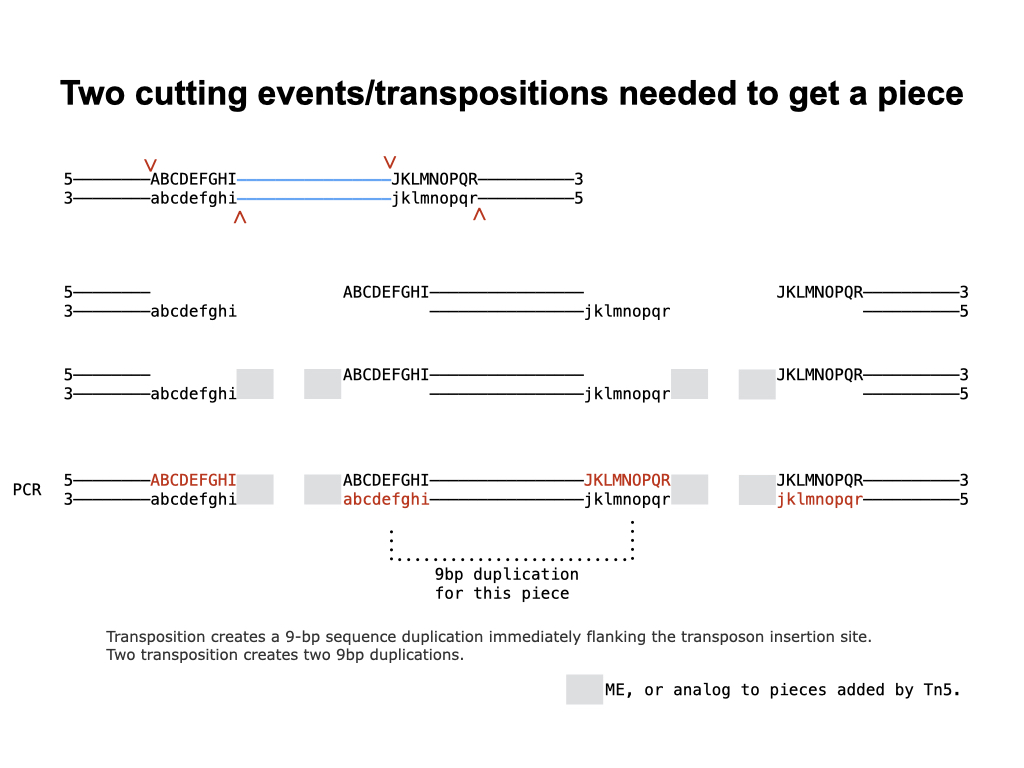 Two cutting events/transpositions needed to get a piece
5 ABCDEFGHI JKLMNOPQR 3
3 abcdefghi jklmnopqr 5
5 ABCDEFGHI JKLMNOPQR 3
3 abcdefghi jklmnopqr 5
5 ABCDEFGHI JKLMNOPQR 3
3 abcdefghi jklmnopqr 5
PCR
5 ABCDEFGHI ABCDEFGHI JKLMNOPQR JKLMNOPQR 3
3 abcdefghi abcdefghi jklmnopqr jklmnopqr 5
9bp duplication
for this piece
Transposition creates a 9-bp sequence duplication immediately flanking the transposon insertion site.
Two transposition creates two 9bp duplications.
ME, or analog to pieces added by Tn5.